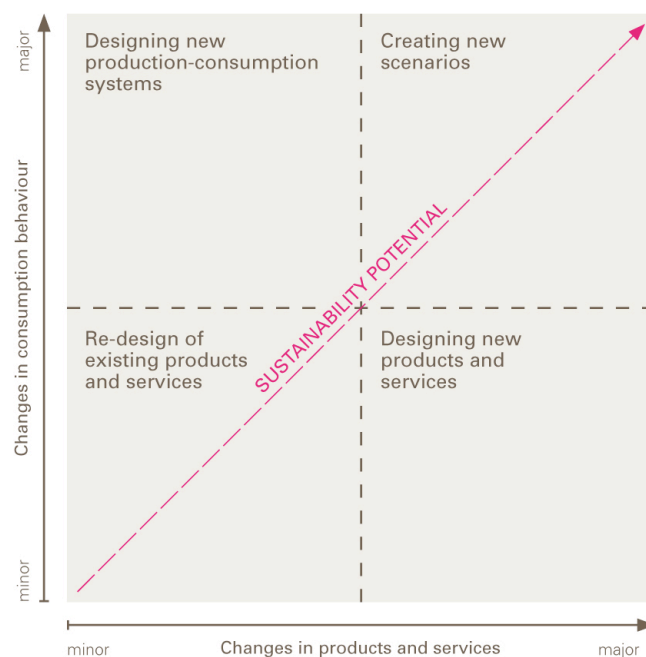 major
Designing new
production-consumption
systems
Creating new
scenarios
Changes in consumption behaviour
SUSTAINABILITY POTENTIAL
Re-design of
existing products
and services
Designing new
products and
services
minor
minor
Changes in products and services
major